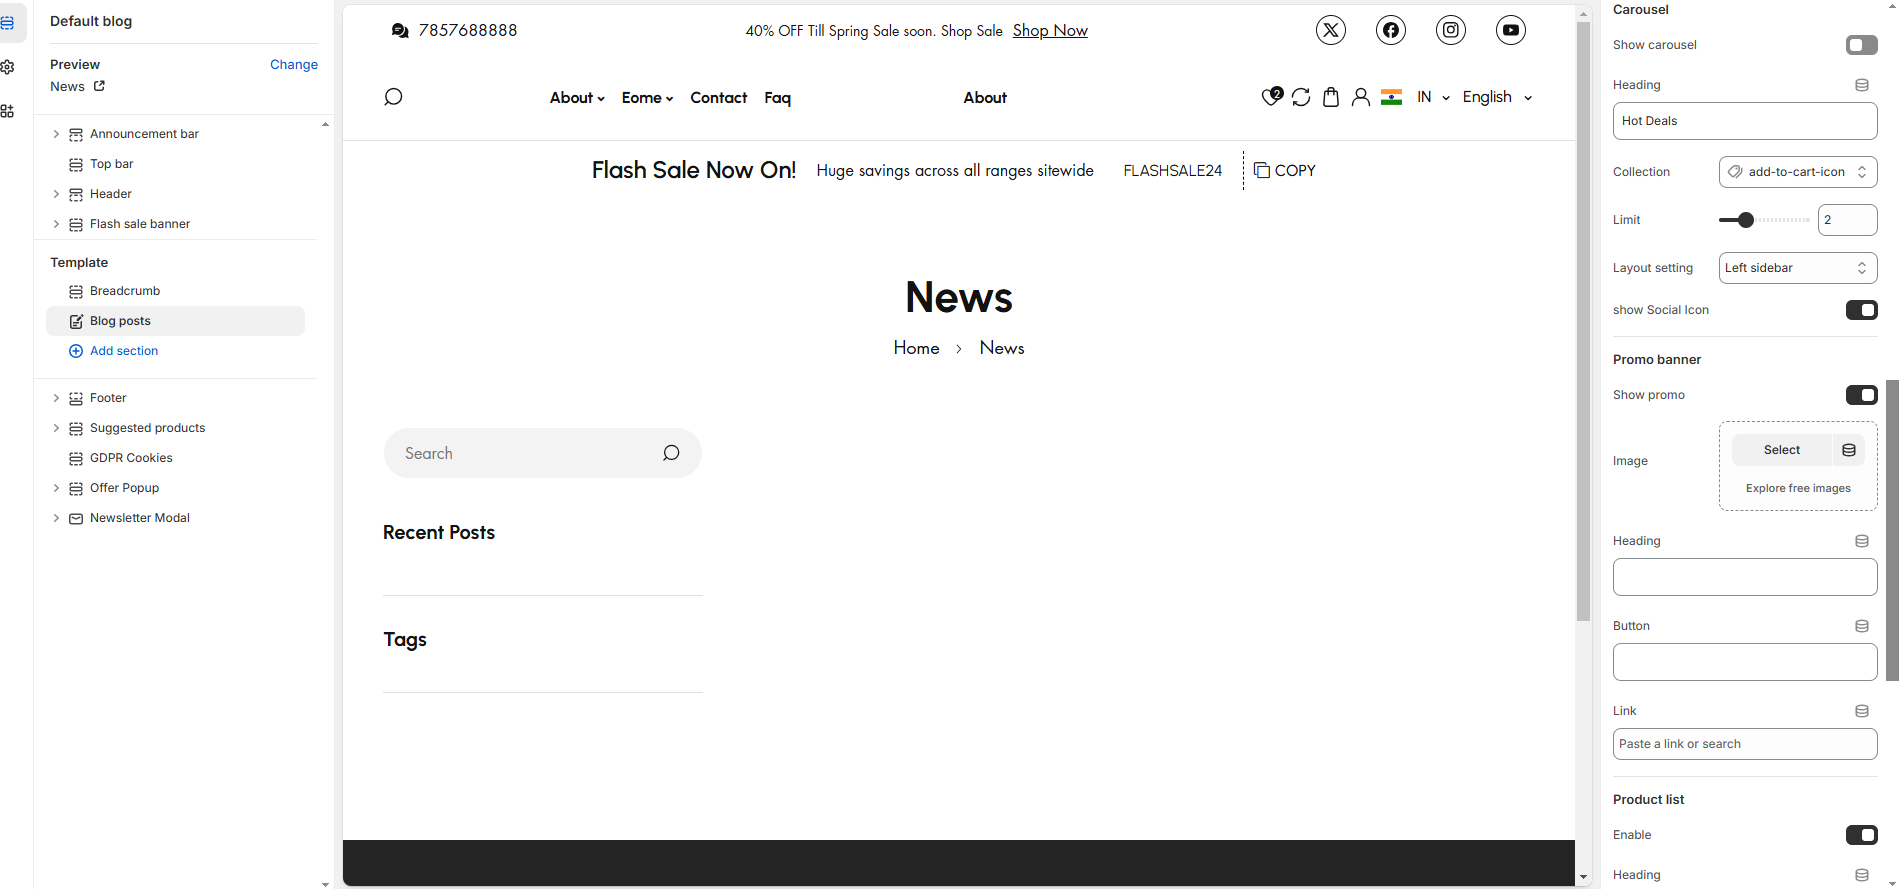 Default blog
Preview
Change
News
Announcement bar
Top bar
Header
Flash sale banner
Template
Breadcrumb
Blog posts
Add section
Footer
Suggested products
GDPR Cookies
Offer Popup
Newsletter Modal
7857688888
40% OFF Till Spring Sale soon. Shop Sale Shop Now
About Eome Contact Faq
About
2
IN English
Flash Sale Now On! Huge savings across all ranges sitewide FLASHSALE24 COPY
News
Home > News
Search
Recent Posts
Tags
Carousel
Show carousel
Heading
Hot Deals
Collection add-to-cart-icon
Limit 2
Layout setting Left sidebar
show Social Icon
Promo banner
Show promo
Image
Select
Explore free images
Heading
Button
Link
Paste a link or search
Product list
Enable
Heading